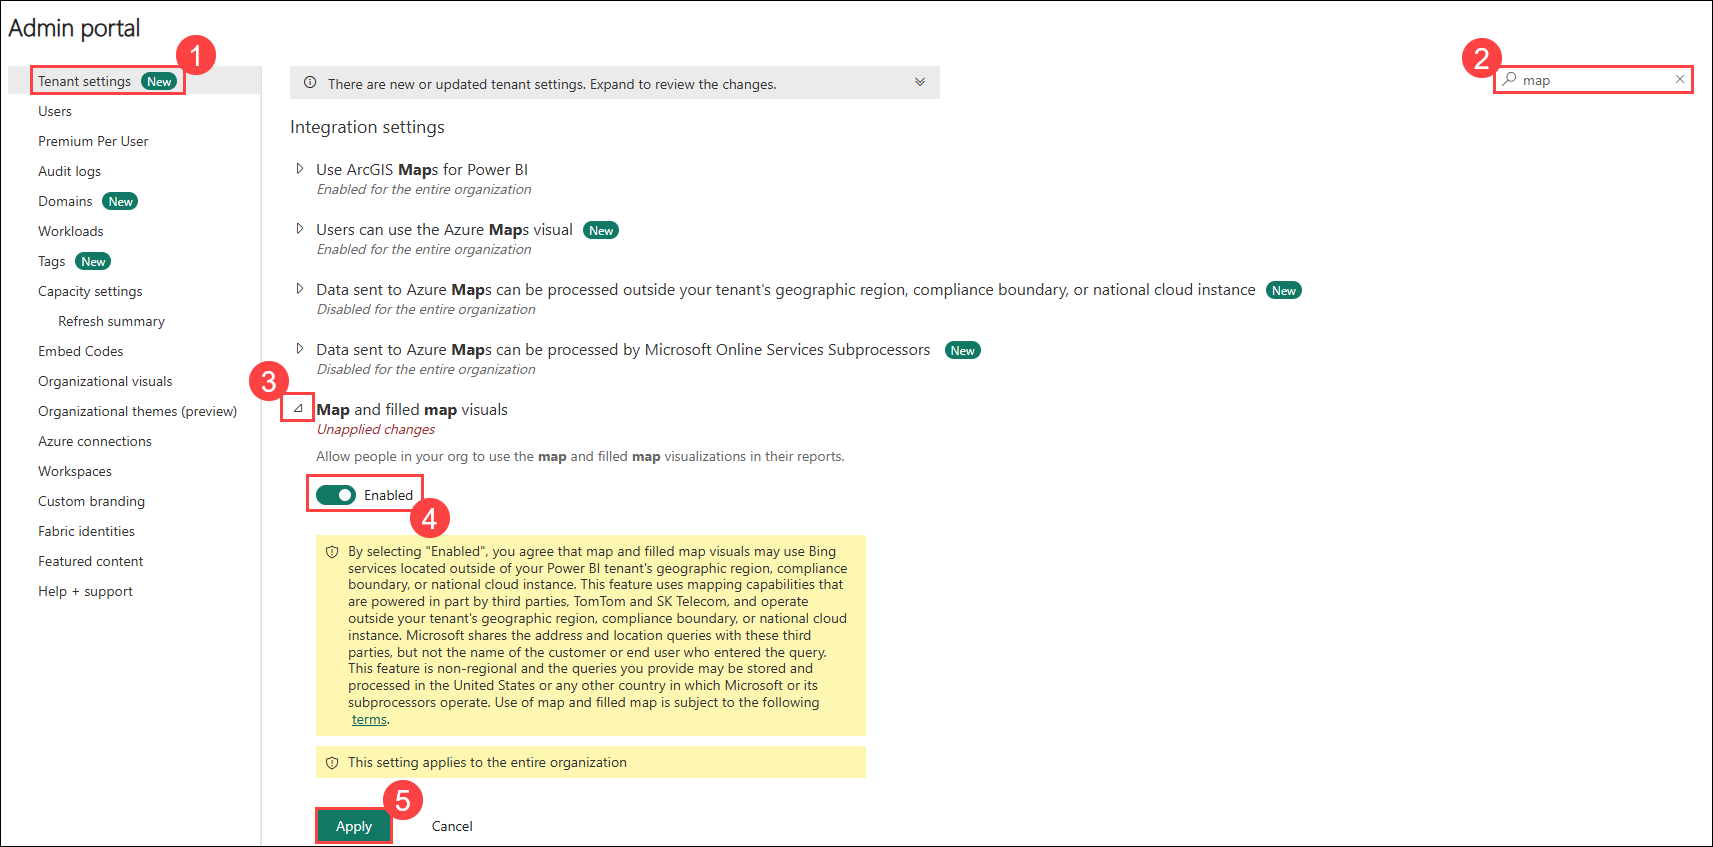 Admin portal
1
2
Tenant settings New
There are new or updated tenant settings. Expand to review the changes.
map
Users
Premium Per User
Audit logs
Domains New
Workloads
Tags New
Capacity settings
Refresh summary
Embed Codes
Organizational visuals
Organizational themes (preview)
Azure connections
Workspaces
Custom branding
Fabric identities
Featured content
Help + support
Integration settings
Use ArcGIS Maps for Power BI
Enabled for the entire organization
Users can use the Azure Maps visual New
Enabled for the entire organization
Data sent to Azure Maps can be processed outside your tenant's geographic region, compliance boundary, or national cloud instance New
Disabled for the entire organization
Data sent to Azure Maps can be processed by Microsoft Online Services Subprocessors New
Disabled for the entire organization
3
Map and filled map visuals
Unapplied changes
Allow people in your org to use the map and filled map visualizations in their reports.
Enabled
4
By selecting "Enabled", you agree that map and filled map visuals may use Bing
services located outside of your Power BI tenant's geographic region, compliance
boundary, or national cloud instance. This feature uses mapping capabilities that
are powered in part by third parties, TomTom and SK Telecom, and operate
outside your tenant's geographic region, compliance boundary, or national cloud
instance. Microsoft shares the address and location queries with these third
parties, but not the name of the customer or end user who entered the query.
This feature is non-regional and the queries you provide may be stored and
processed in the United States or any other country in which Microsoft or its
subprocessors operate. Use of map and filled map is subject to the following
terms.
This setting applies to the entire organization
5
Apply Cancel